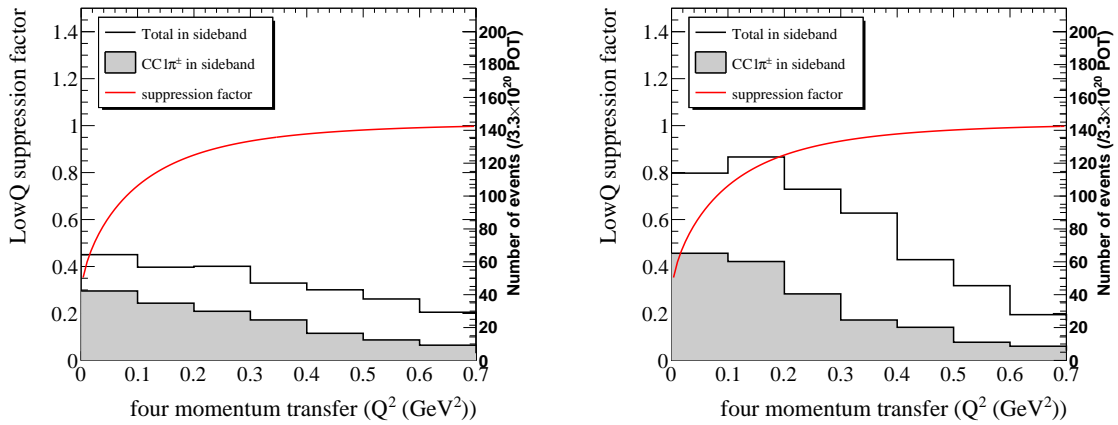 LowQ suppression factor
1.4
1.2
1
0.8
0.6
0.4
0.2
0
Total in sideband
CC1π± in sideband
suppression factor
200
180
160
140
120
100
80
60
40
20
0
Number of events (/3.3×10²⁰ POT)
0 0.1 0.2 0.3 0.4 0.5 0.6 0.7
four momentum transfer (Q² (GeV²))
LowQ suppression factor
1.4
1.2
1
0.8
0.6
0.4
0.2
0
Total in sideband
CC1π± in sideband
suppression factor
200
180
160
140
120
100
80
60
40
20
0
Number of events (/3.3×10²⁰ POT)
0 0.1 0.2 0.3 0.4 0.5 0.6 0.7
four momentum transfer (Q² (GeV²))